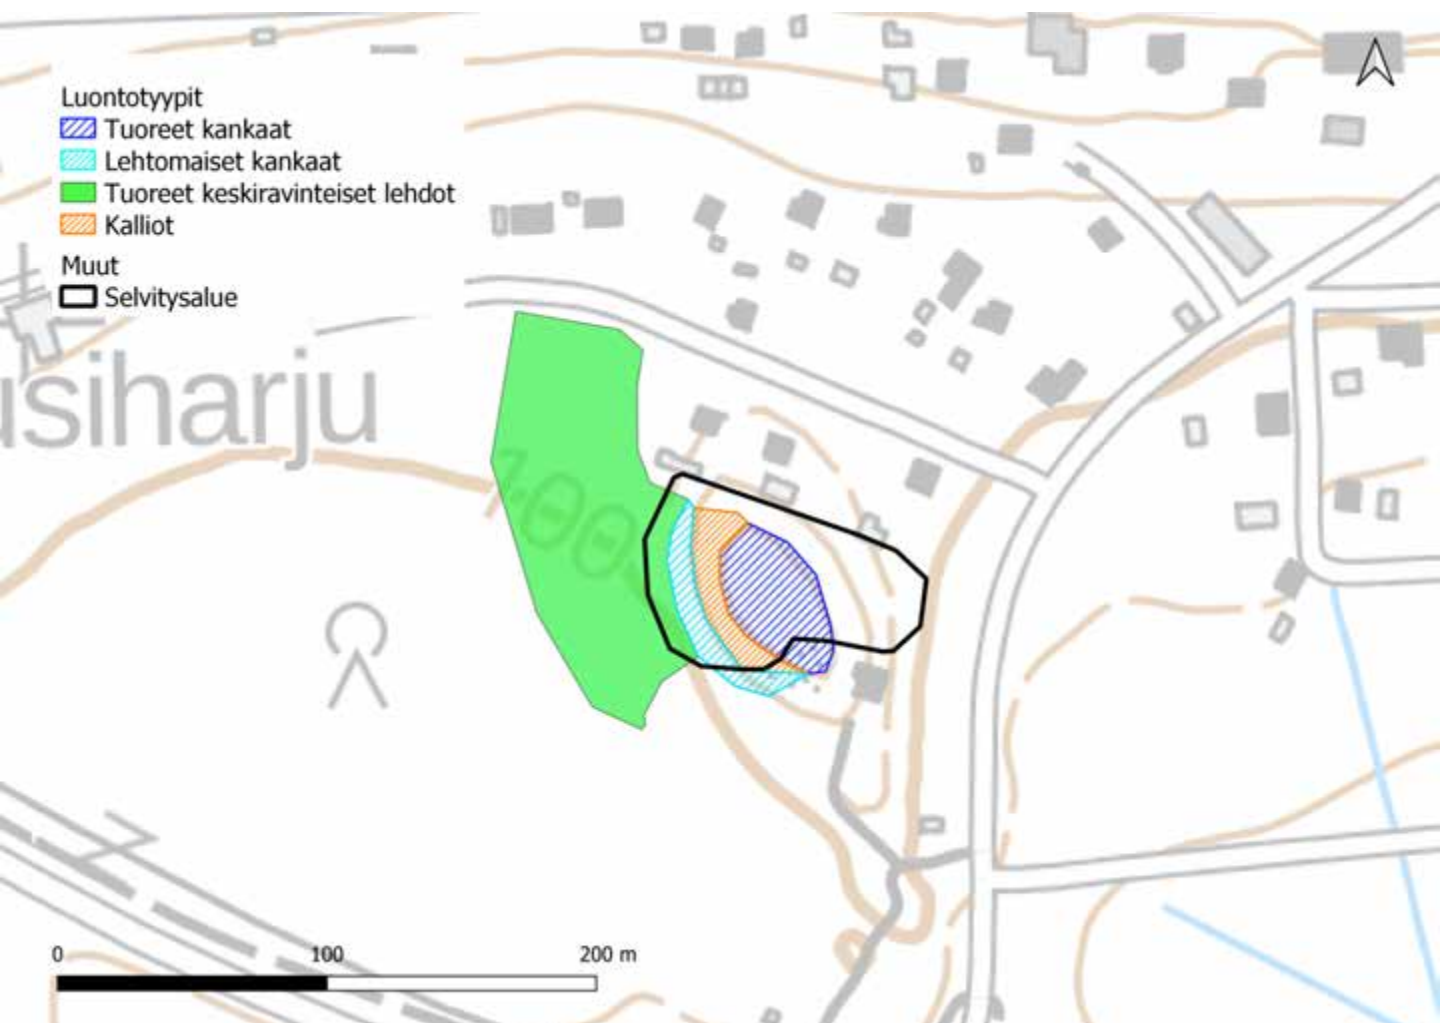 Luontotyypit
Tuoreet kankaat
Lehtomaiset kankaat
Tuoreet keskiravinteiset lehdot
Kalliot
Muut
Selvitysalue
usiharju
0 100 200 m